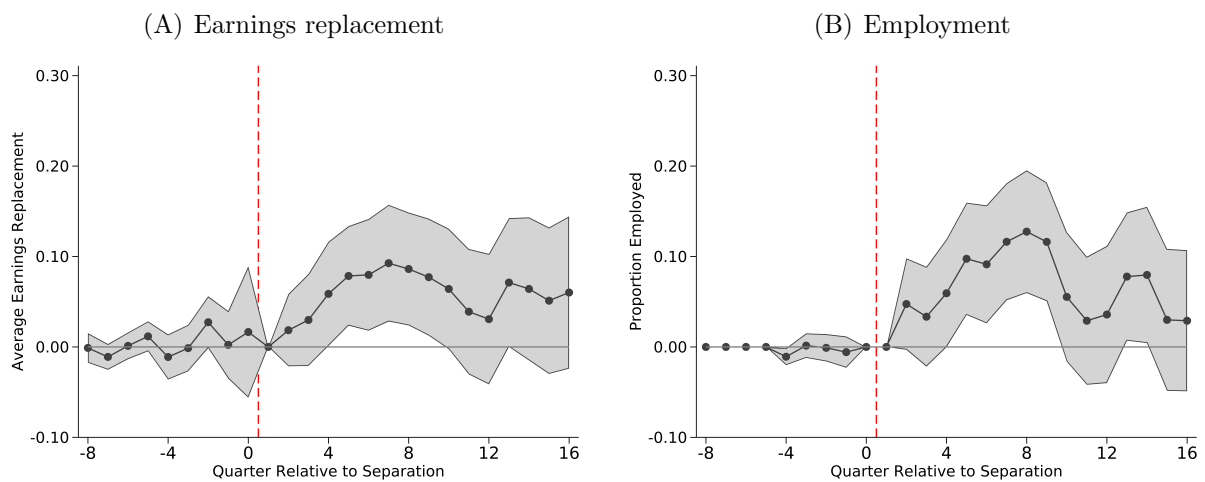 (A) Earnings replacement
0.30
0.20
0.10
0.00
-0.10
Average Earnings Replacement
-8 -4 0 4 8 12 16
Quarter Relative to Separation
(B) Employment
0.30
0.20
0.10
0.00
-0.10
Proportion Employed
-8 -4 0 4 8 12 16
Quarter Relative to Separation